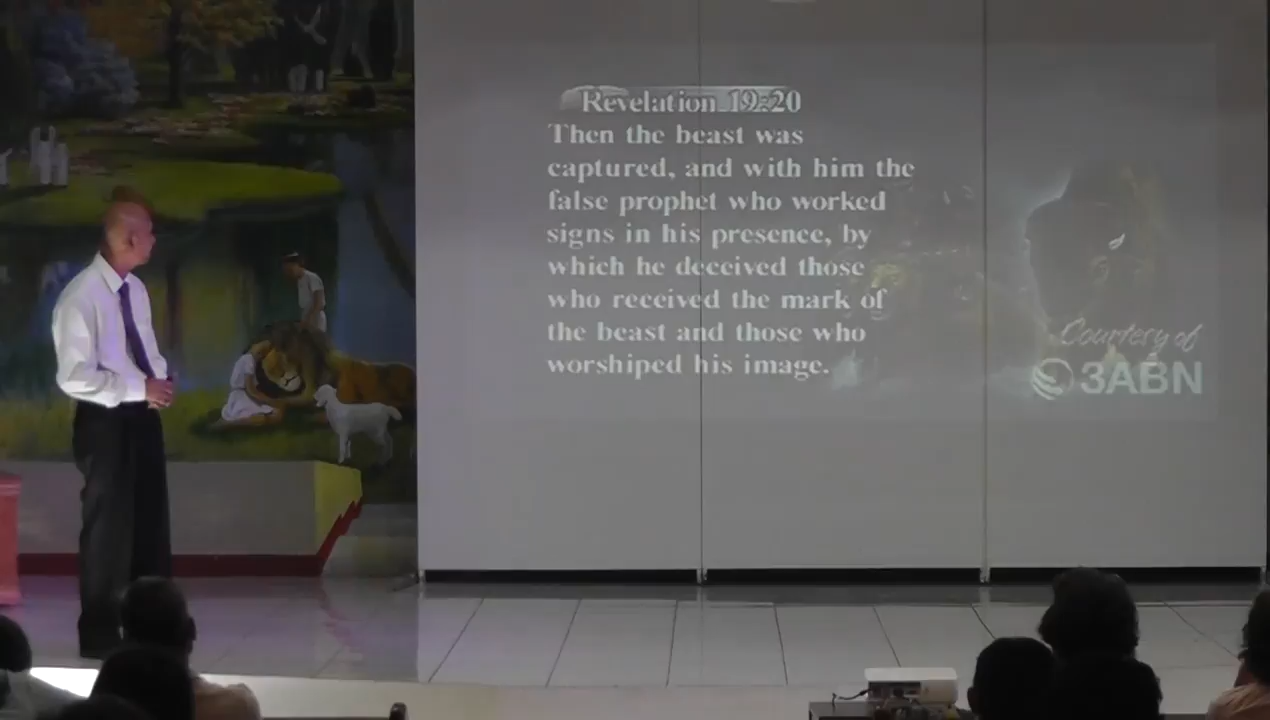 Revelation 19:20
Then the beast was
captured, and with him the
false prophet who worked
signs in his presence, by
which he deceived those
who received the mark of
the beast and those who
worshiped his image.
Courtesy of
3ABN